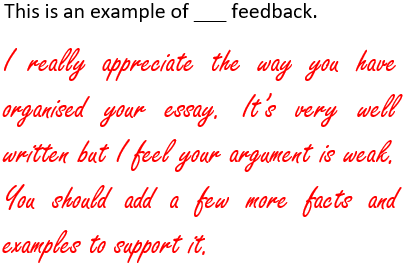 This is an example of ___ feedback.
I really appreciate the way you have
organised your essay. It's very well
written but I feel your argument is weak.
You should add a few more facts and
examples to support it.